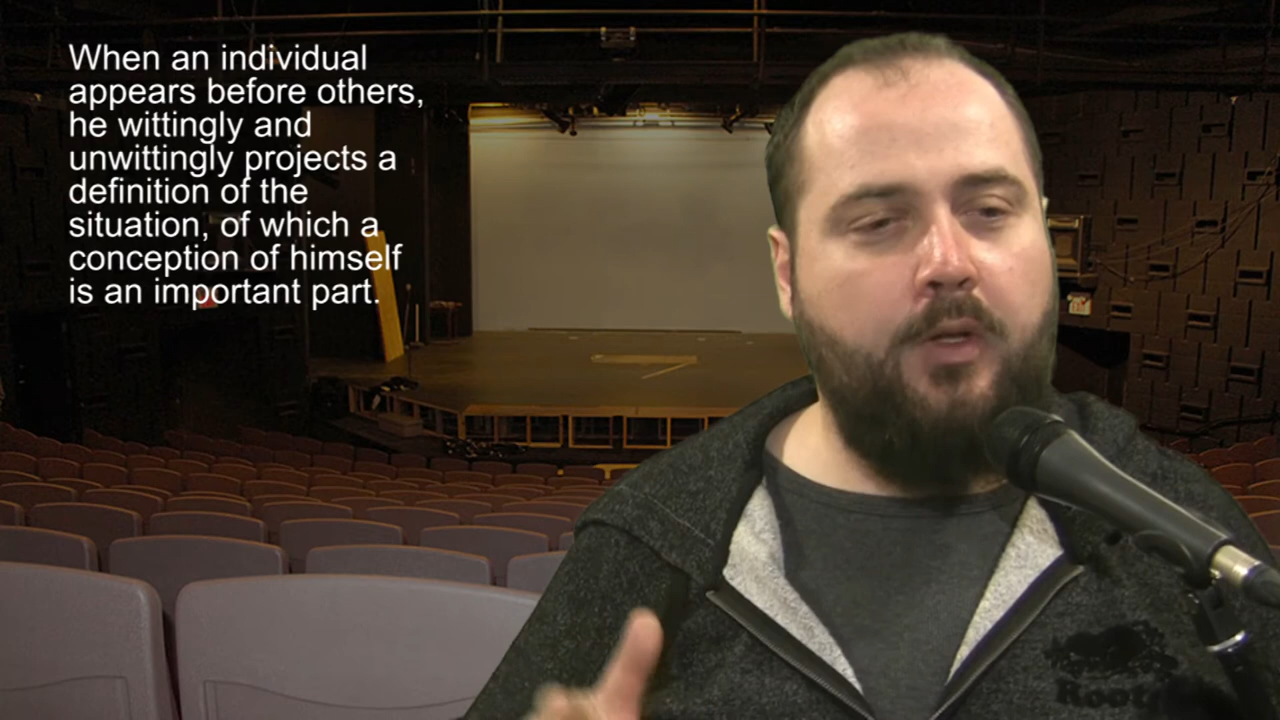 When an individual
appears before others,
he wittingly and
unwittingly projects a
definition of the
situation, of which a
conception of himself
is an important part.
Roots